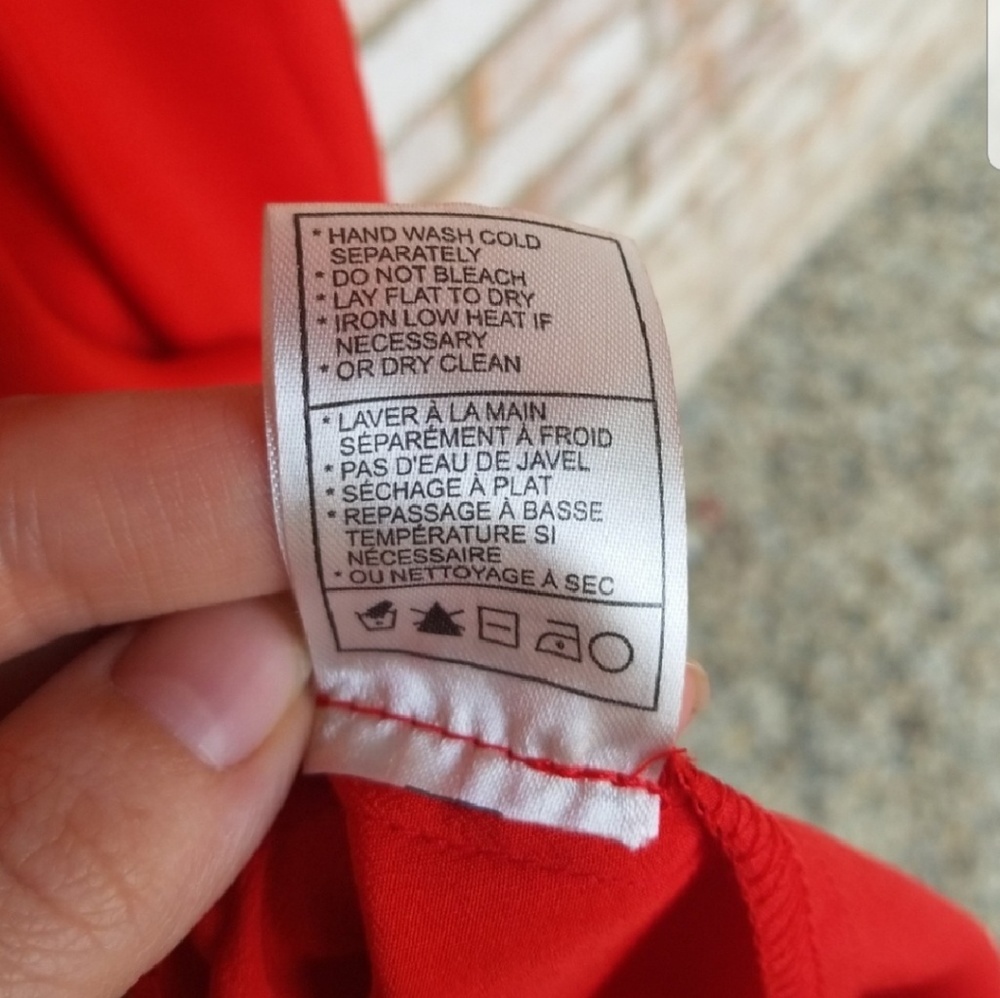 * HAND WASH COLD
SEPARATELY
* DO NOT BLEACH
* LAY FLAT TO DRY
* IRON LOW HEAT IF
NECESSARY
* OR DRY CLEAN
* LAVER À LA MAIN
SÉPARÉMENT À FROID
* PAS D'EAU DE JAVEL
* SÉCHAGE À PLAT
* REPASSAGE À BASSE
TEMPÉRATURE SI
NÉCESSAIRE
* OU NETTOYAGE À SEC